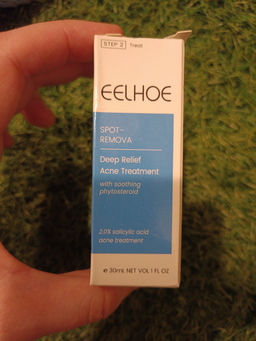 STEP 2 Treat
EELHOE
SPOT-
REMOVA
Deep Relief
Acne Treatment
with soothing
phytosteroid
2.0% salicylic acid
acne treatment
e 30mL NET VOL 1 FL OZ